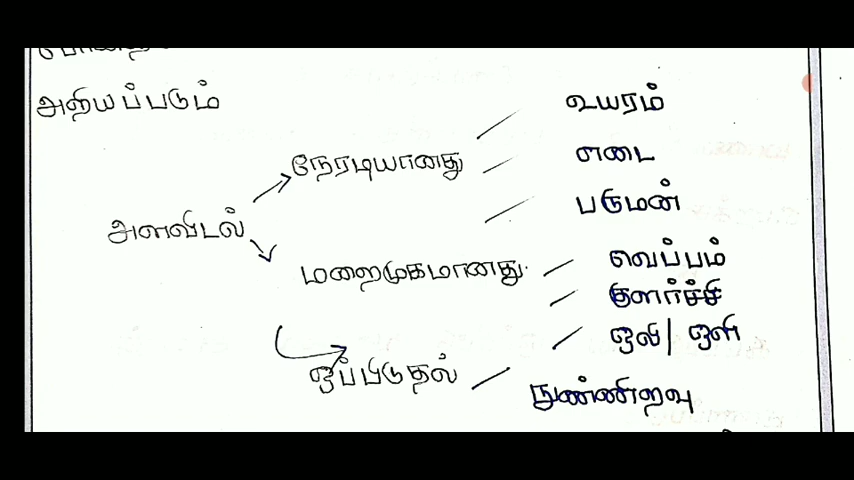 அறியப்படும்
உயரம்
நேரடியானது
எடை
பருமன்
அளவிடல்
வெப்பம்
மறைமுகமானது
குளர்ச்சி
ஒலி / ஒளி
ஒப்பிடுதல்
நுண்ணறிவு